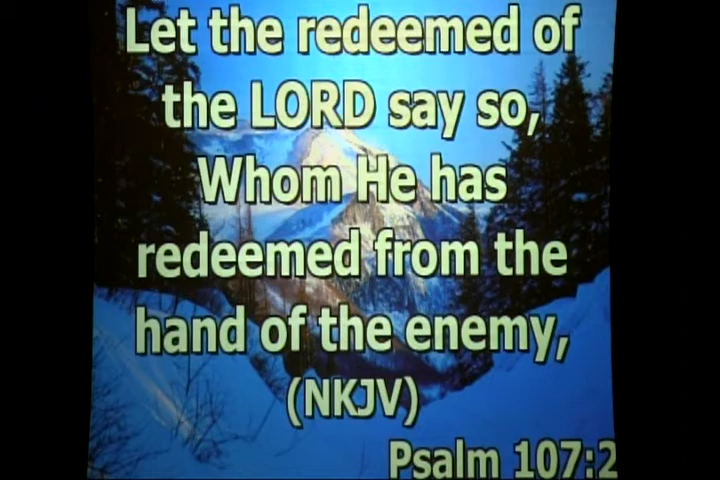 Let the redeemed of
the LORD say so,
Whom He has
redeemed from the
hand of the enemy,
(NKJV)
Psalm 107:2